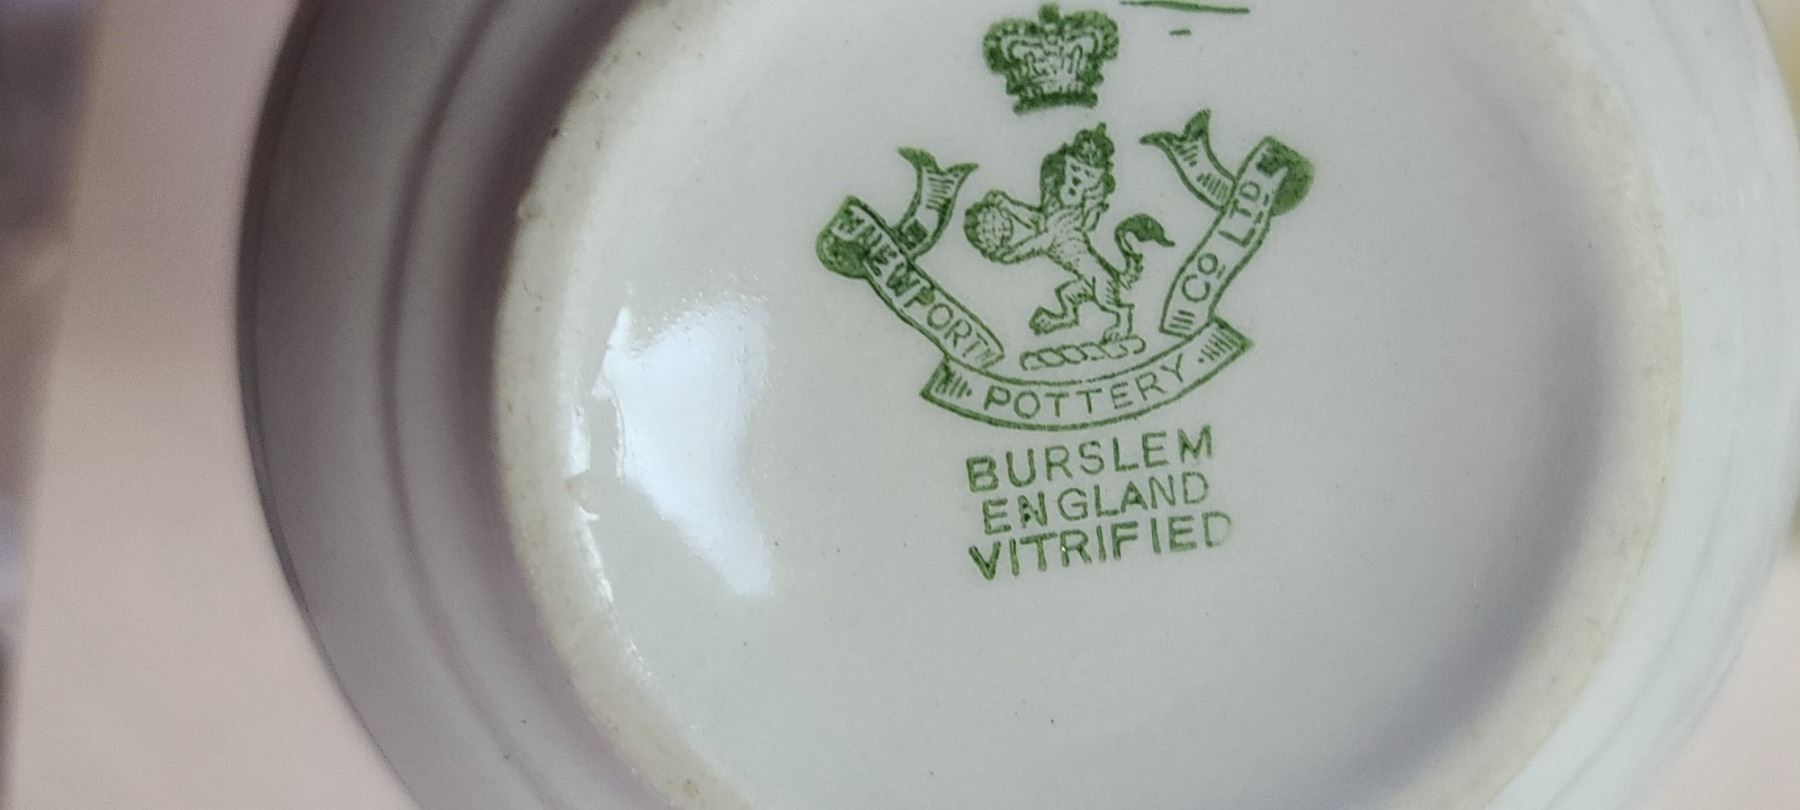 NEWPORT
POTTERY
Cº LTD
BURSLEM
ENGLAND
VITRIFIED